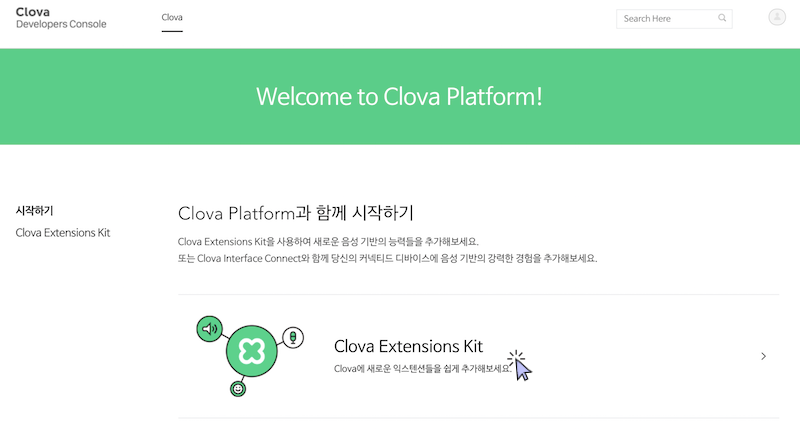 Clova
Developers Console
Clova
Search Here
Welcome to Clova Platform!
시작하기
Clova Extensions Kit
Clova Platform과 함께 시작하기
Clova Extensions Kit을 사용하여 새로운 음성 기반의 능력들을 추가해보세요.
또는 Clova Interface Connect와 함께 당신의 커넥티드 디바이스에 음성 기반의 강력한 경험을 추가해보세요.
Clova Extensions Kit
Clova에 새로운 익스텐션들을 쉽게 추가해보세요.